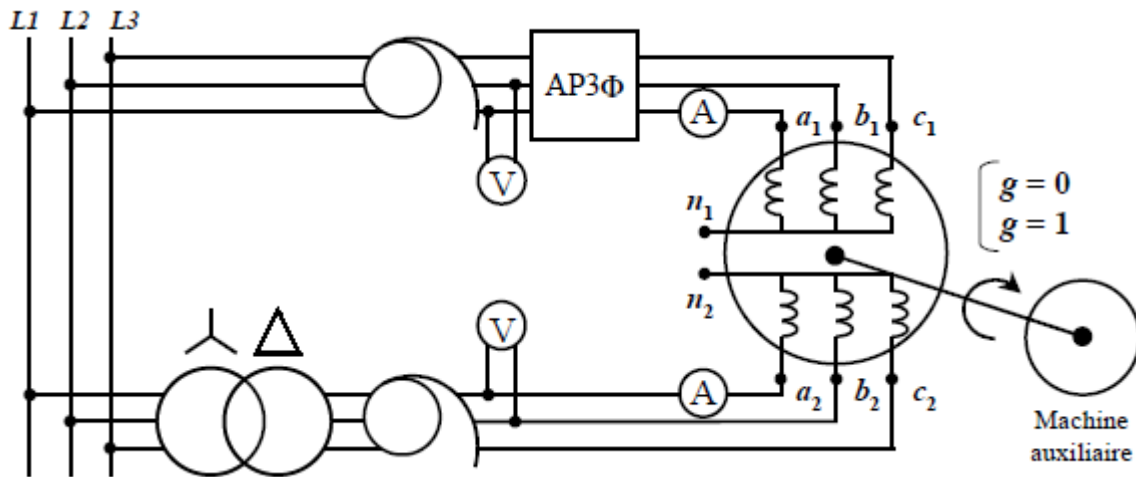 L1 L2 L3
AP3Φ
A
a1 b1 c1
V
g = 0
g = 1
n1
n2
V
A
a2 b2 c2
Machine
auxiliaire